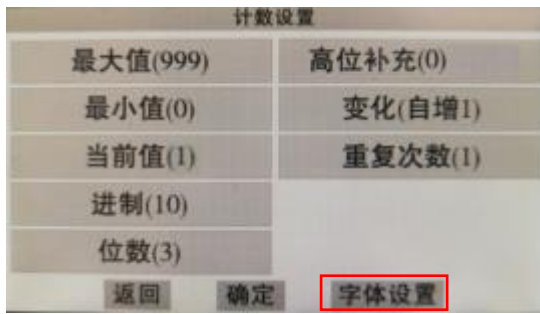 计数设置
最大值(999) 高位补充(0)
最小值(0) 变化(自增1)
当前值(1) 重复次数(1)
进制(10)
位数(3)
返回 确定 字体设置